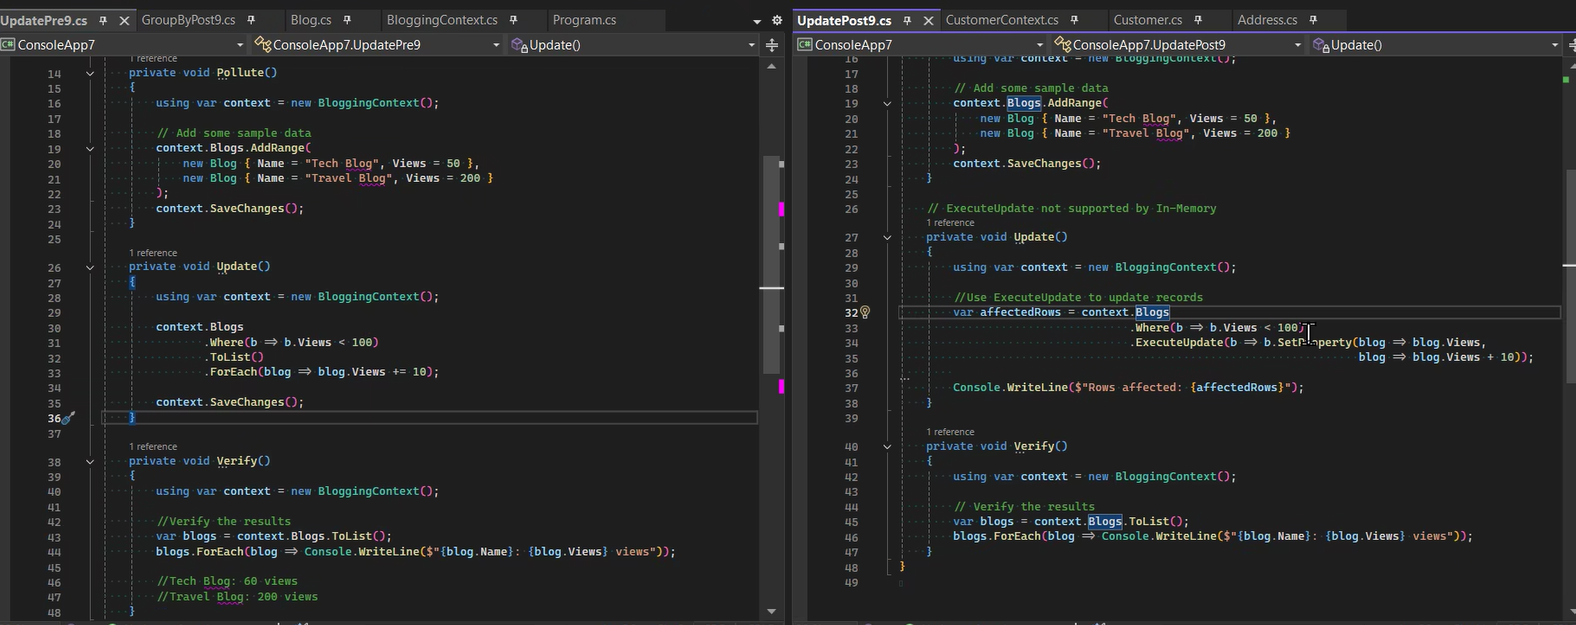 UpdatePre9.cs GroupByPost9.cs Blog.cs BloggingContext.cs Program.cs
C# ConsoleApp7 ConsoleApp7.UpdatePre9 Update()
1 reference
14 private void Pollute()
15 {
16 using var context = new BloggingContext();
17
18 // Add some sample data
19 context.Blogs.AddRange(
20 new Blog { Name = "Tech Blog", Views = 50 },
21 new Blog { Name = "Travel Blog", Views = 200 }
22 );
23 context.SaveChanges();
24 }
25
1 reference
26 private void Update()
27 {
28 using var context = new BloggingContext();
29
30 context.Blogs
31 .Where(b => b.Views < 100)
32 .ToList()
33 .ForEach(blog => blog.Views += 10);
34
35 context.SaveChanges();
36 }
37
1 reference
38 private void Verify()
39 {
40 using var context = new BloggingContext();
41
42 //Verify the results
43 var blogs = context.Blogs.ToList();
44 blogs.ForEach(blog => Console.WriteLine($"{blog.Name}: {blog.Views} views"));
45
46 //Tech Blog: 60 views
47 //Travel Blog: 200 views
48 }
UpdatePost9.cs CustomerContext.cs Customer.cs Address.cs
C# ConsoleApp7 ConsoleApp7.UpdatePost9 Update()
16 using var context = new BloggingContext();
17
18 // Add some sample data
19 context.Blogs.AddRange(
20 new Blog { Name = "Tech Blog", Views = 50 },
21 new Blog { Name = "Travel Blog", Views = 200 }
22 );
23 context.SaveChanges();
24 }
25
26 // ExecuteUpdate not supported by In-Memory
1 reference
27 private void Update()
28 {
29 using var context = new BloggingContext();
30
31 //Use ExecuteUpdate to update records
32 var affectedRows = context.Blogs
33 .Where(b => b.Views < 100)
34 .ExecuteUpdate(b => b.SetProperty(blog => blog.Views,
35 blog => blog.Views + 10));
36
37 Console.WriteLine($"Rows affected: {affectedRows}");
38 }
39
1 reference
40 private void Verify()
41 {
42 using var context = new BloggingContext();
43
44 // Verify the results
45 var blogs = context.Blogs.ToList();
46 blogs.ForEach(blog => Console.WriteLine($"{blog.Name}: {blog.Views} views"));
47 }
48 }
49